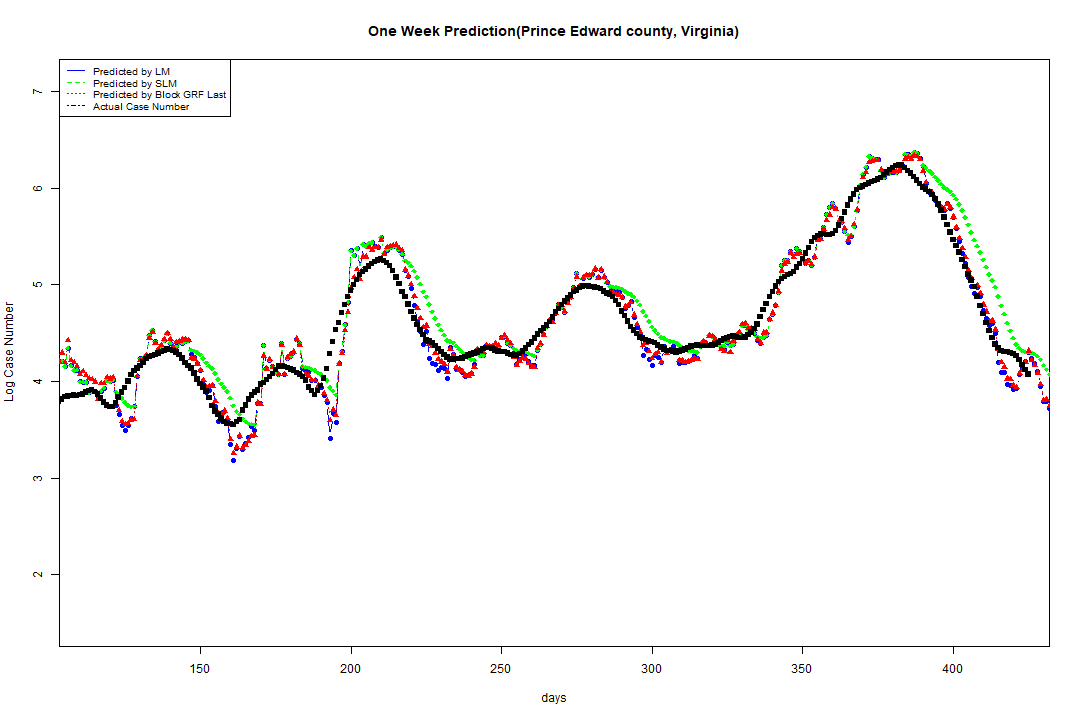 One Week Prediction(Prince Edward county, Virginia)
Predicted by LM
Predicted by SLM
Predicted by Block GRF Last
Actual Case Number
7
6
5
4
3
2
Log Case Number
150 200 250 300 350 400
days